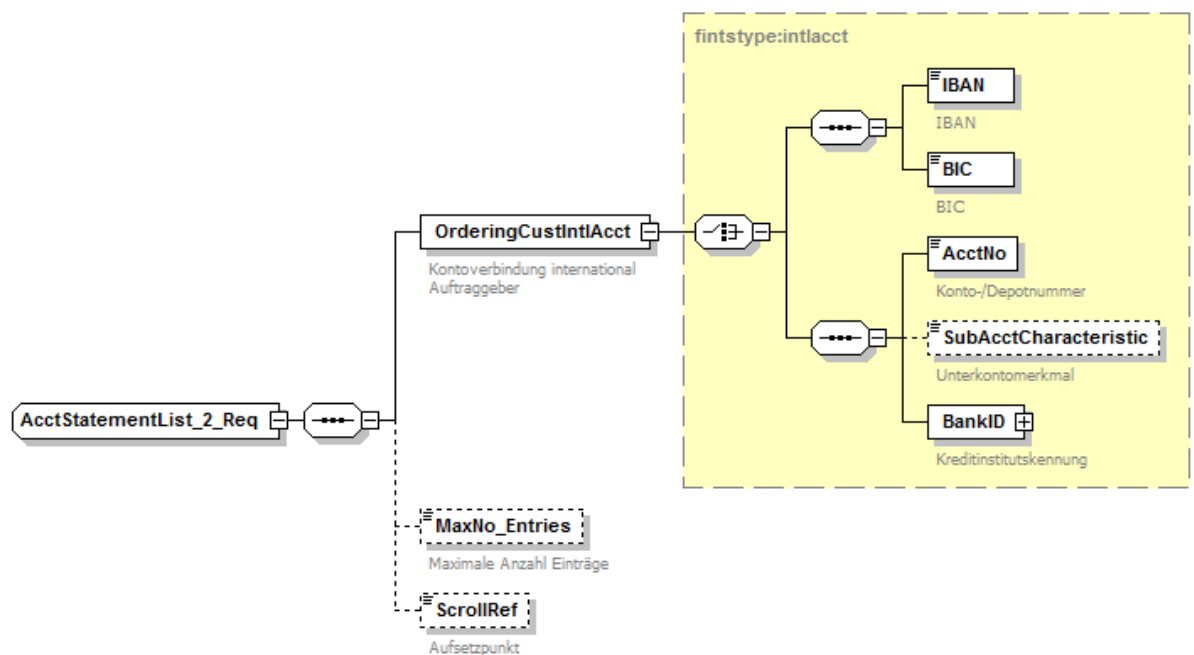 fintstype:intlacct
IBAN
IBAN
BIC
BIC
OrderingCustIntlAcct
Kontoverbindung international
Auftraggeber
AcctNo
Konto-/Depotnummer
SubAcctCharacteristic
Unterkontomerkmal
BankID
Kreditinstitutskennung
AcctStatementList_2_Req
MaxNo_Entries
Maximale Anzahl Einträge
ScrollRef
Aufsetzpunkt